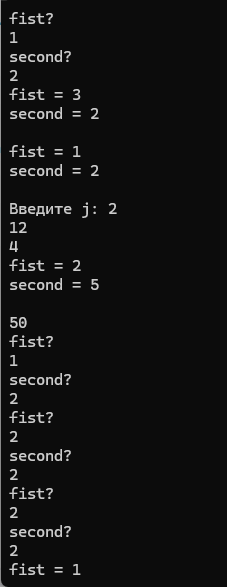 fist?
1
second?
2
fist = 3
second = 2

fist = 1
second = 2

Введите j: 2
12
4
fist = 2
second = 5

50
fist?
1
second?
2
fist?
2
second?
2
fist?
2
second?
2
fist = 1